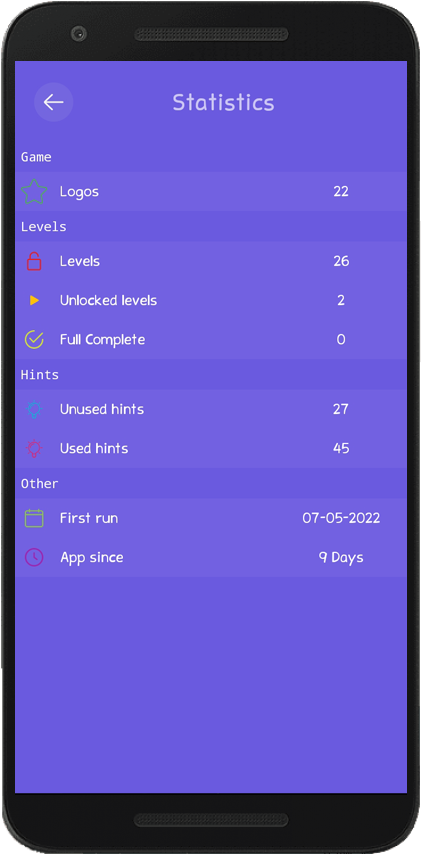 Statistics
Game
Logos 22
Levels
Levels 26
Unlocked levels 2
Full Complete 0
Hints
Unused hints 27
Used hints 45
Other
First run 07-05-2022
App since 9 Days